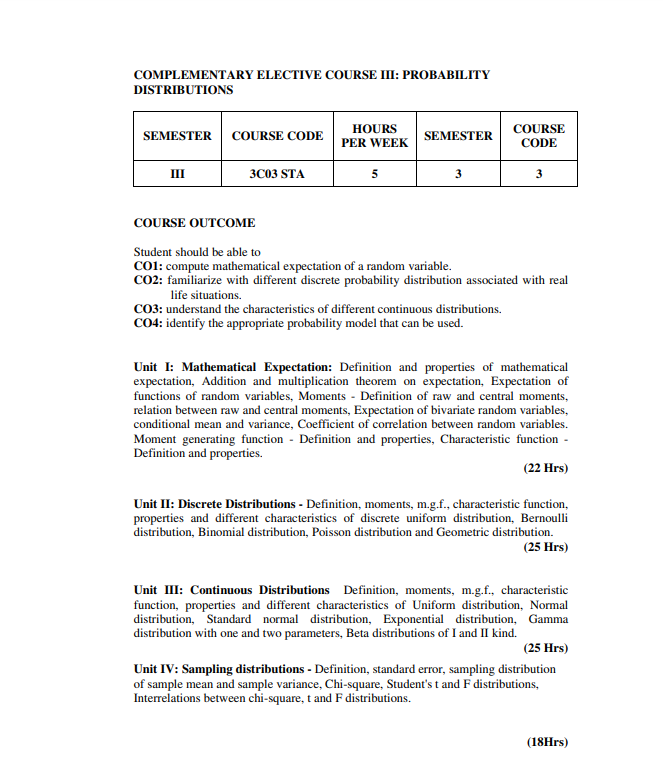 COMPLEMENTARY ELECTIVE COURSE III: PROBABILITY
DISTRIBUTIONS
SEMESTER COURSE CODE HOURS PER WEEK SEMESTER COURSE CODE
III 3C03 STA 5 3 3
COURSE OUTCOME
Student should be able to
CO1: compute mathematical expectation of a random variable.
CO2: familiarize with different discrete probability distribution associated with real
life situations.
CO3: understand the characteristics of different continuous distributions.
CO4: identify the appropriate probability model that can be used.
Unit I: Mathematical Expectation: Definition and properties of mathematical
expectation, Addition and multiplication theorem on expectation, Expectation of
functions of random variables, Moments - Definition of raw and central moments,
relation between raw and central moments, Expectation of bivariate random variables,
conditional mean and variance, Coefficient of correlation between random variables.
Moment generating function - Definition and properties, Characteristic function -
Definition and properties.
(22 Hrs)
Unit II: Discrete Distributions - Definition, moments, m.g.f., characteristic function,
properties and different characteristics of discrete uniform distribution, Bernoulli
distribution, Binomial distribution, Poisson distribution and Geometric distribution.
(25 Hrs)
Unit III: Continuous Distributions Definition, moments, m.g.f., characteristic
function, properties and different characteristics of Uniform distribution, Normal
distribution, Standard normal distribution, Exponential distribution, Gamma
distribution with one and two parameters, Beta distributions of I and II kind.
(25 Hrs)
Unit IV: Sampling distributions - Definition, standard error, sampling distribution
of sample mean and sample variance, Chi-square, Student's t and F distributions,
Interrelations between chi-square, t and F distributions.
(18Hrs)